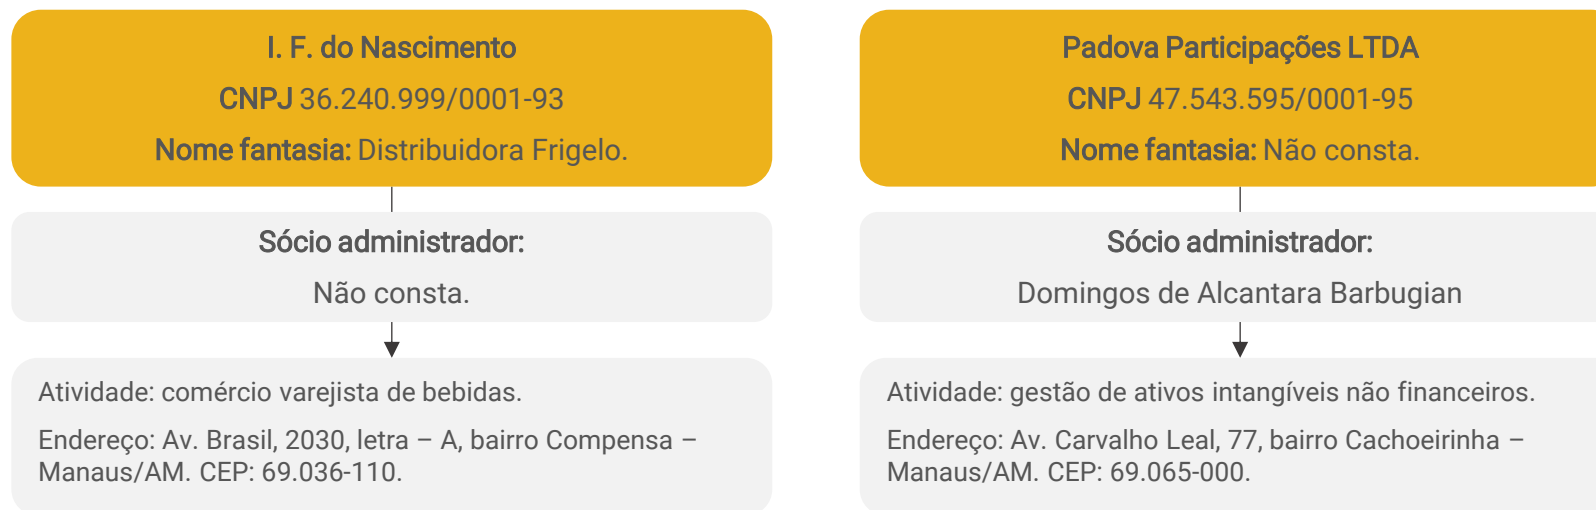 I. F. do Nascimento
CNPJ 36.240.999/0001-93
Nome fantasia: Distribuidora Frigelo.
Sócio administrador:
Não consta.
Atividade: comércio varejista de bebidas.
Endereço: Av. Brasil, 2030, letra – A, bairro Compensa –
Manaus/AM. CEP: 69.036-110.
Padova Participações LTDA
CNPJ 47.543.595/0001-95
Nome fantasia: Não consta.
Sócio administrador:
Domingos de Alcantara Barbugian
Atividade: gestão de ativos intangíveis não financeiros.
Endereço: Av. Carvalho Leal, 77, bairro Cachoeirinha –
Manaus/AM. CEP: 69.065-000.